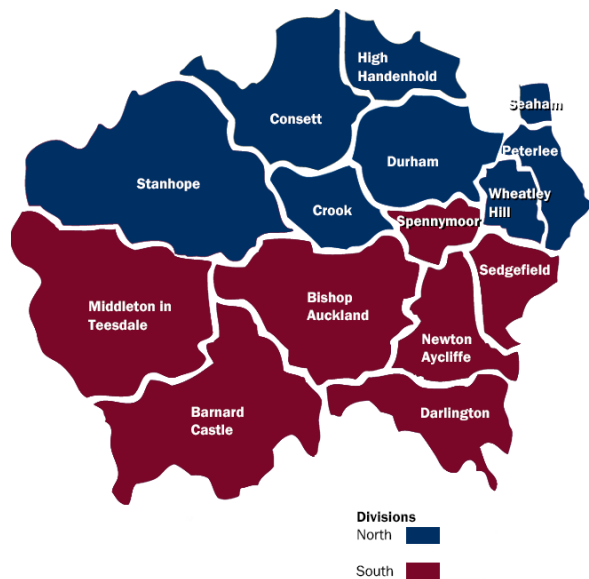 High
Handenhold
Seaham
Consett
Peterlee
Durham
Stanhope
Wheatley
Hill
Crook
Spennymoor
Sedgefield
Middleton in
Teesdale
Bishop
Auckland
Newton
Aycliffe
Barnard
Castle
Darlington
Divisions
North
South